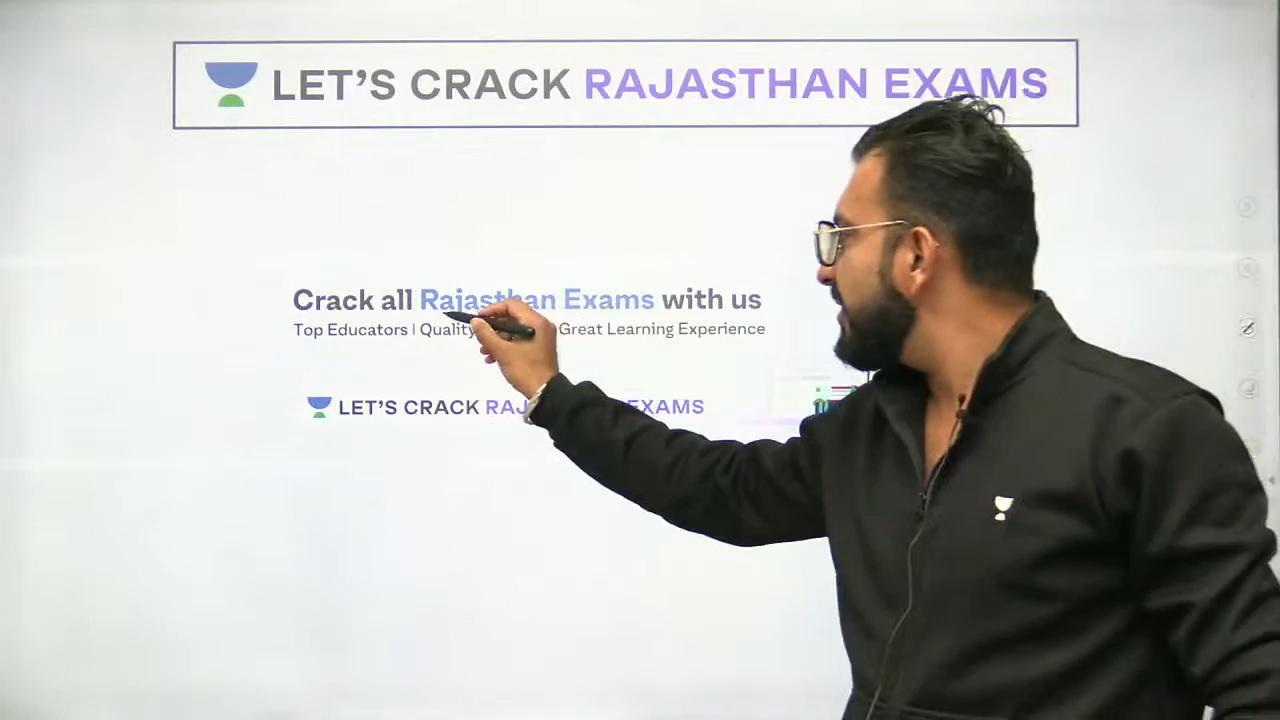 LET'S CRACK RAJASTHAN EXAMS
Crack all Rajasthan Exams with us
Top Educators | Quality Great Learning Experience
LET'S CRACK EXAMS